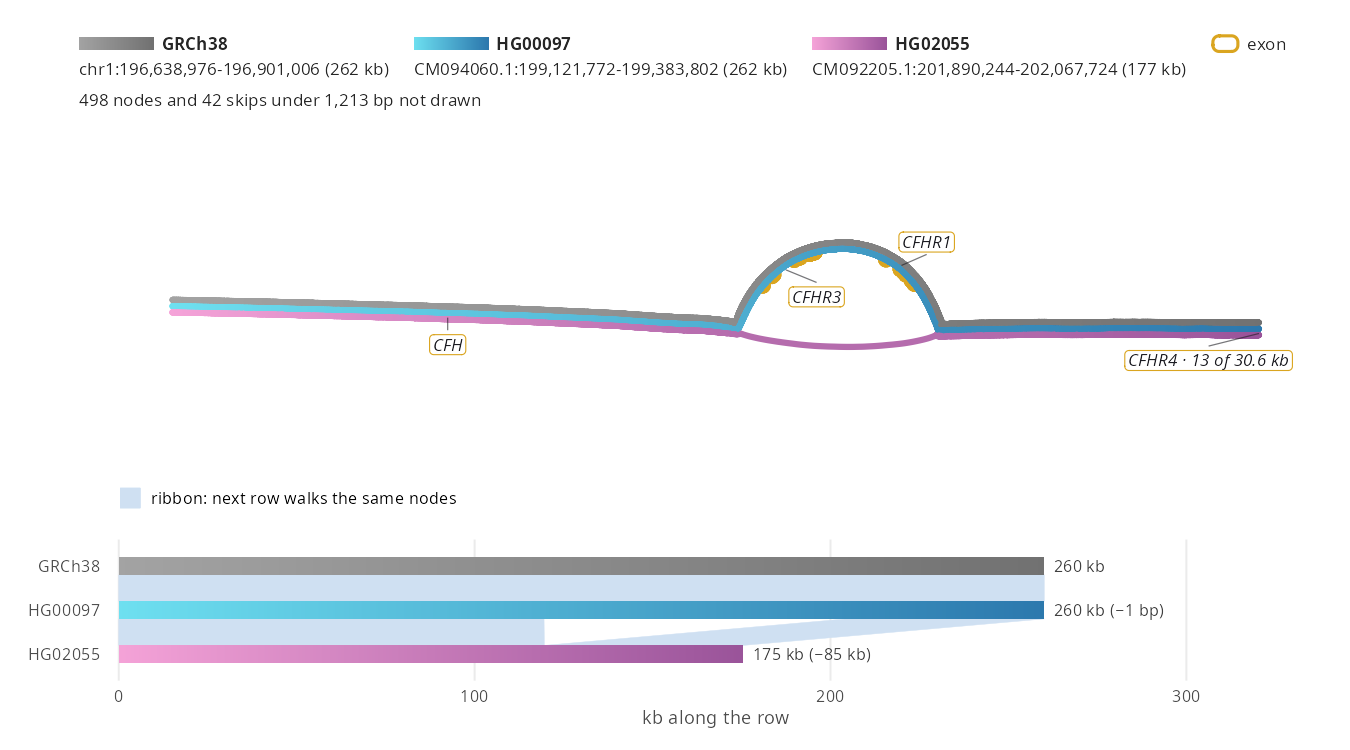 GRCh38
HG00097
HG02055
exon
chr1:196,638,976-196,901,006 (262 kb)
CM094060.1:199,121,772-199,383,802 (262 kb)
CM092205.1:201,890,244-202,067,724 (177 kb)
498 nodes and 42 skips under 1,213 bp not drawn
CFHR1
CFHR3
CFH
CFHR4 · 13 of 30.6 kb
ribbon: next row walks the same nodes
GRCh38
260 kb
HG00097
260 kb (−1 bp)
HG02055
175 kb (−85 kb)
0
100
200
300
kb along the row